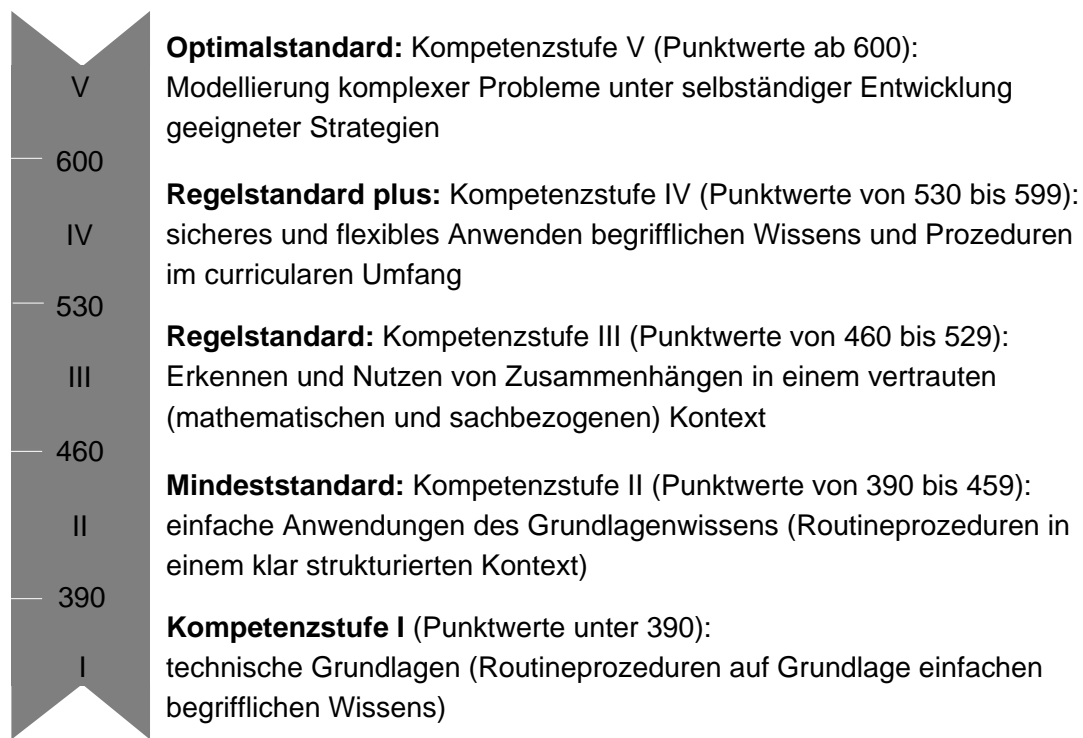 V
600
IV
530
III
460
II
390
I
Optimalstandard: Kompetenzstufe V (Punktwerte ab 600):
Modellierung komplexer Probleme unter selbständiger Entwicklung
geeigneter Strategien
Regelstandard plus: Kompetenzstufe IV (Punktwerte von 530 bis 599):
sicheres und flexibles Anwenden begrifflichen Wissens und Prozeduren
im curricularen Umfang
Regelstandard: Kompetenzstufe III (Punktwerte von 460 bis 529):
Erkennen und Nutzen von Zusammenhängen in einem vertrauten
(mathematischen und sachbezogenen) Kontext
Mindeststandard: Kompetenzstufe II (Punktwerte von 390 bis 459):
einfache Anwendungen des Grundlagenwissens (Routineprozeduren in
einem klar strukturierten Kontext)
Kompetenzstufe I (Punktwerte unter 390):
technische Grundlagen (Routineprozeduren auf Grundlage einfachen
begrifflichen Wissens)